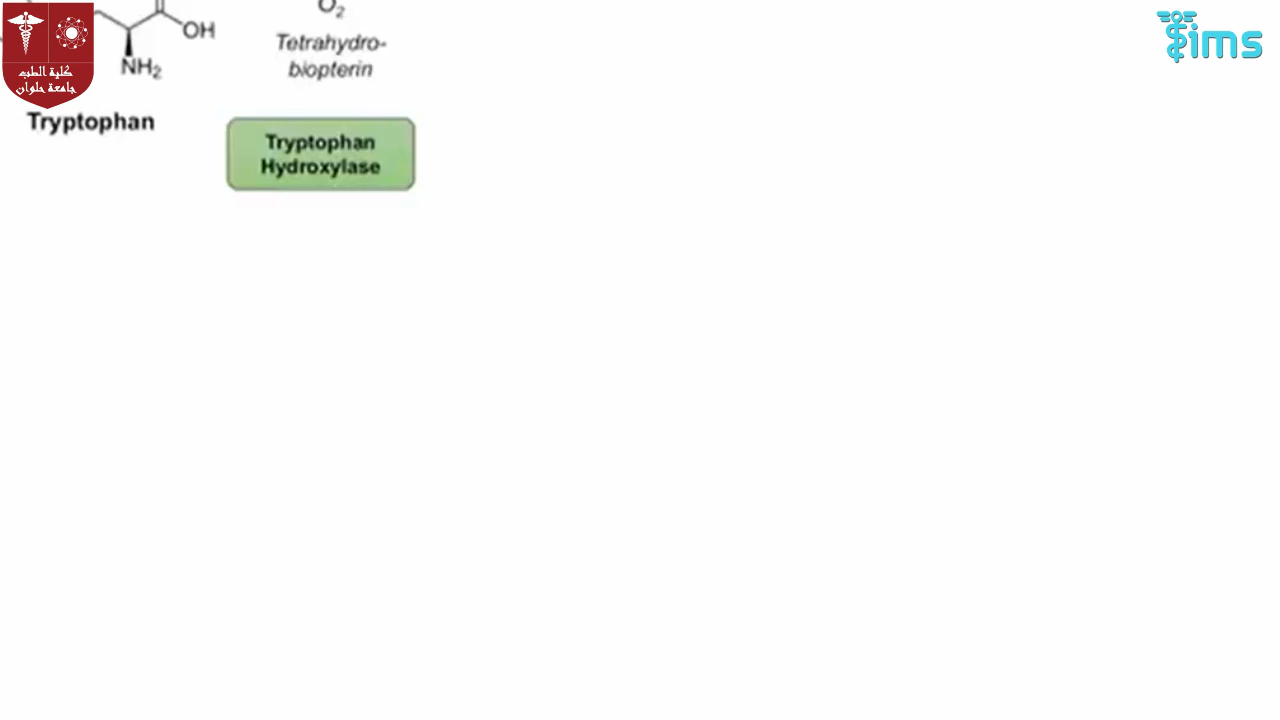 O2
OH
Tetrahydro-
biopterin
NH2
كلية الطب
جامعة حلوان
Tryptophan
Tryptophan
Hydroxylase
ims